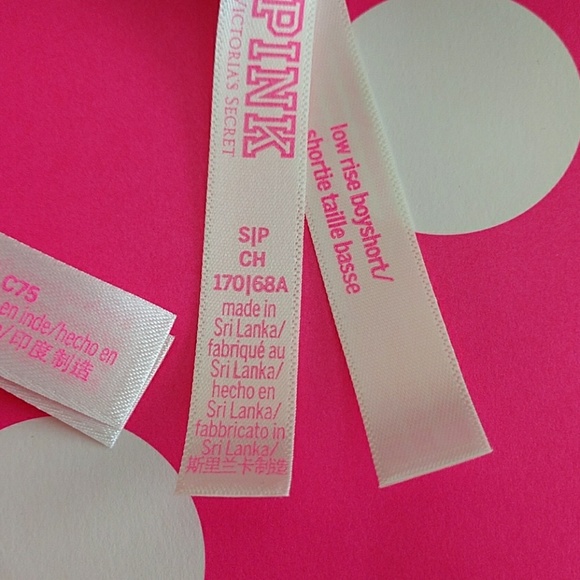 PINK
VICTORIA'S SECRET
S|P
CH
170|68A
made in
Sri Lanka/
fabriqué au
Sri Lanka/
hecho en
Sri Lanka/
fabbricato in
Sri Lanka/
斯里兰卡制造
low rise boyshort/
shortie taille basse
C75
en inde/hecho en
/印度制造